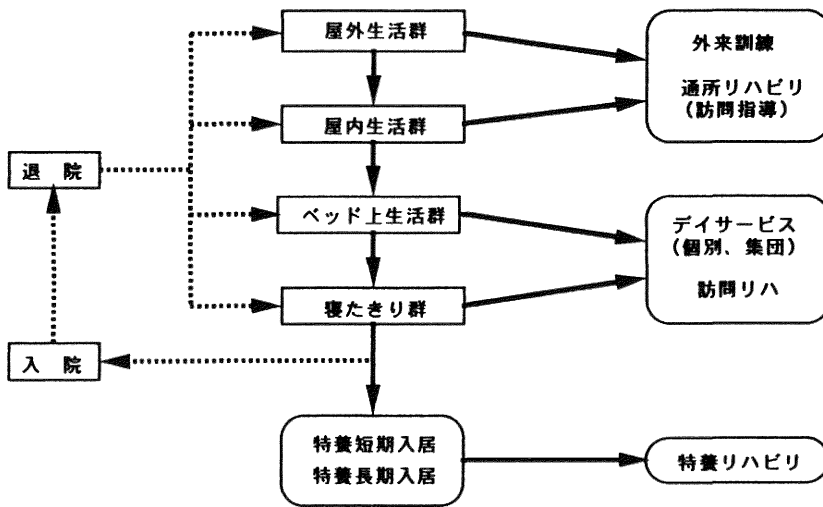 屋外生活群
屋内生活群
ベッド上生活群
寝たきり群
退　院
入　院
外来訓練
通所リハビリ
(訪問指導)
デイサービス
(個別、集団)
訪問リハ
特養短期入居
特養長期入居
特養リハビリ